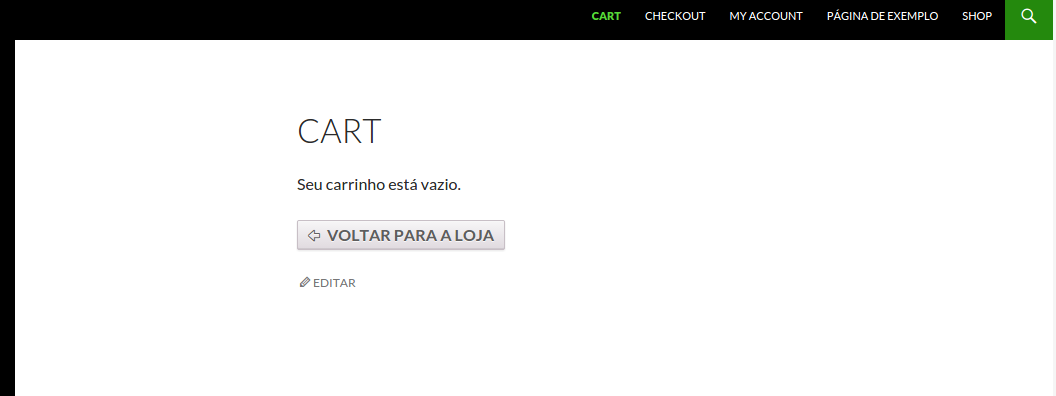 CART CHECKOUT MY ACCOUNT PÁGINA DE EXEMPLO SHOP
CART
Seu carrinho está vazio.
VOLTAR PARA A LOJA
EDITAR